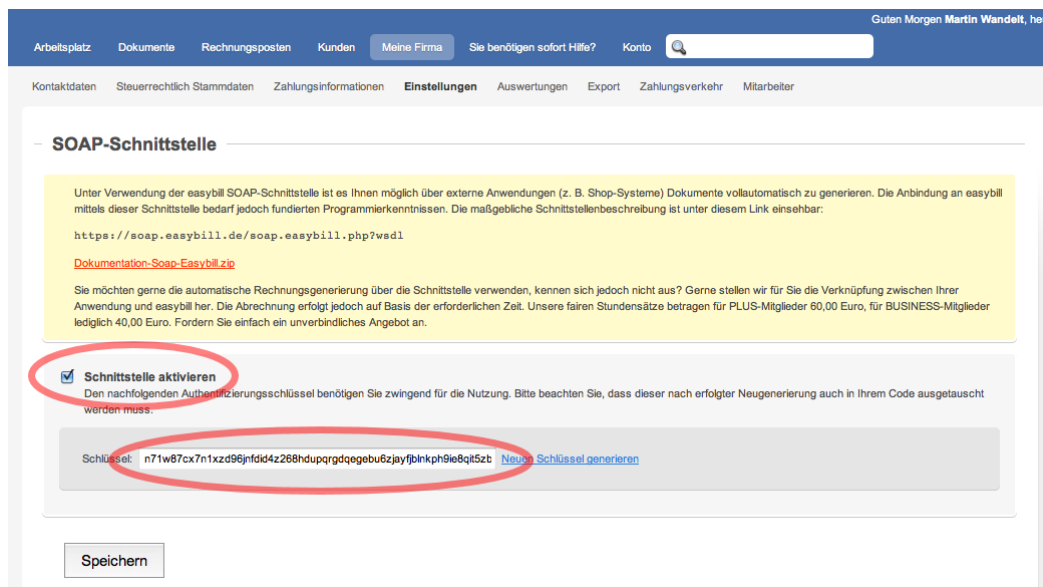 Guten Morgen Martin Wandelt, he
Arbeitsplatz Dokumente Rechnungsposten Kunden Meine Firma Sie benötigen sofort Hilfe? Konto
Kontaktdaten Steuerrechtlich Stammdaten Zahlungsinformationen Einstellungen Auswertungen Export Zahlungsverkehr Mitarbeiter
SOAP-Schnittstelle
Unter Verwendung der easybill SOAP-Schnittstelle ist es Ihnen möglich über externe Anwendungen (z. B. Shop-Systeme) Dokumente vollautomatisch zu generieren. Die Anbindung an easybill
mittels dieser Schnittstelle bedarf jedoch fundierten Programmierkenntnissen. Die maßgebliche Schnittstellenbeschreibung ist unter diesem Link einsehbar:
https://soap.easybill.de/soap.easybill.php?wsdl
Dokumentation-Soap-Easybill.zip
Sie möchten gerne die automatische Rechnungsgenerierung über die Schnittstelle verwenden, kennen sich jedoch nicht aus? Gerne stellen wir für Sie die Verknüpfung zwischen Ihrer
Anwendung und easybill her. Die Abrechnung erfolgt jedoch auf Basis der erforderlichen Zeit. Unsere fairen Stundensätze betragen für PLUS-Mitglieder 60,00 Euro, für BUSINESS-Mitglieder
lediglich 40,00 Euro. Fordern Sie einfach ein unverbindliches Angebot an.
Schnittstelle aktivieren
Den nachfolgenden Authentifizierungsschlüssel benötigen Sie zwingend für die Nutzung. Bitte beachten Sie, dass dieser nach erfolgter Neugenerierung auch in Ihrem Code ausgetauscht
werden muss.
Schlüssel: n71w87cx7n1xzd96jnfdid4z268hdupqrgdqegebu6zjayfjblnkph9ie8qit5zb Neuen Schlüssel generieren
Speichern